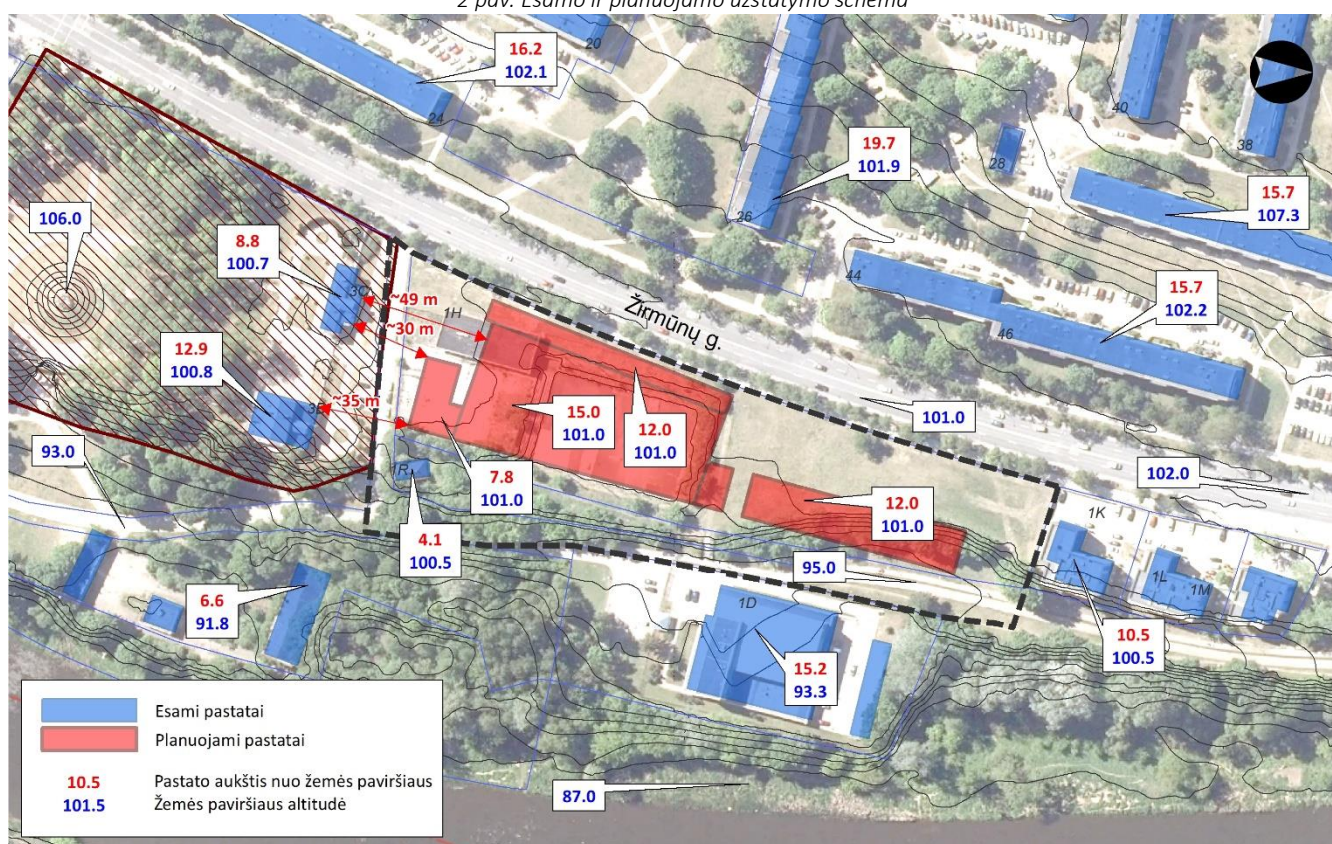 2 pav. Esamo ir planuojamo užstatymo schema
20
16.2
102.1
24
40
38
28
19.7
101.9
26
15.7
107.3
106.0
8.8
100.7
3C
44
~49 m
1H
~30 m
Žirmūnų g.
46
15.7
102.2
12.9
100.8
~35 m
15.0
101.0
12.0
101.0
101.0
93.0
1R
7.8
101.0
12.0
101.0
102.0
1K
4.1
100.5
95.0
1L
1M
6.6
91.8
1D
10.5
100.5
15.2
93.3
87.0
Esami pastatai
Planuojami pastatai
10.5 Pastato aukštis nuo žemės paviršiaus
101.5 Žemės paviršiaus altitudė